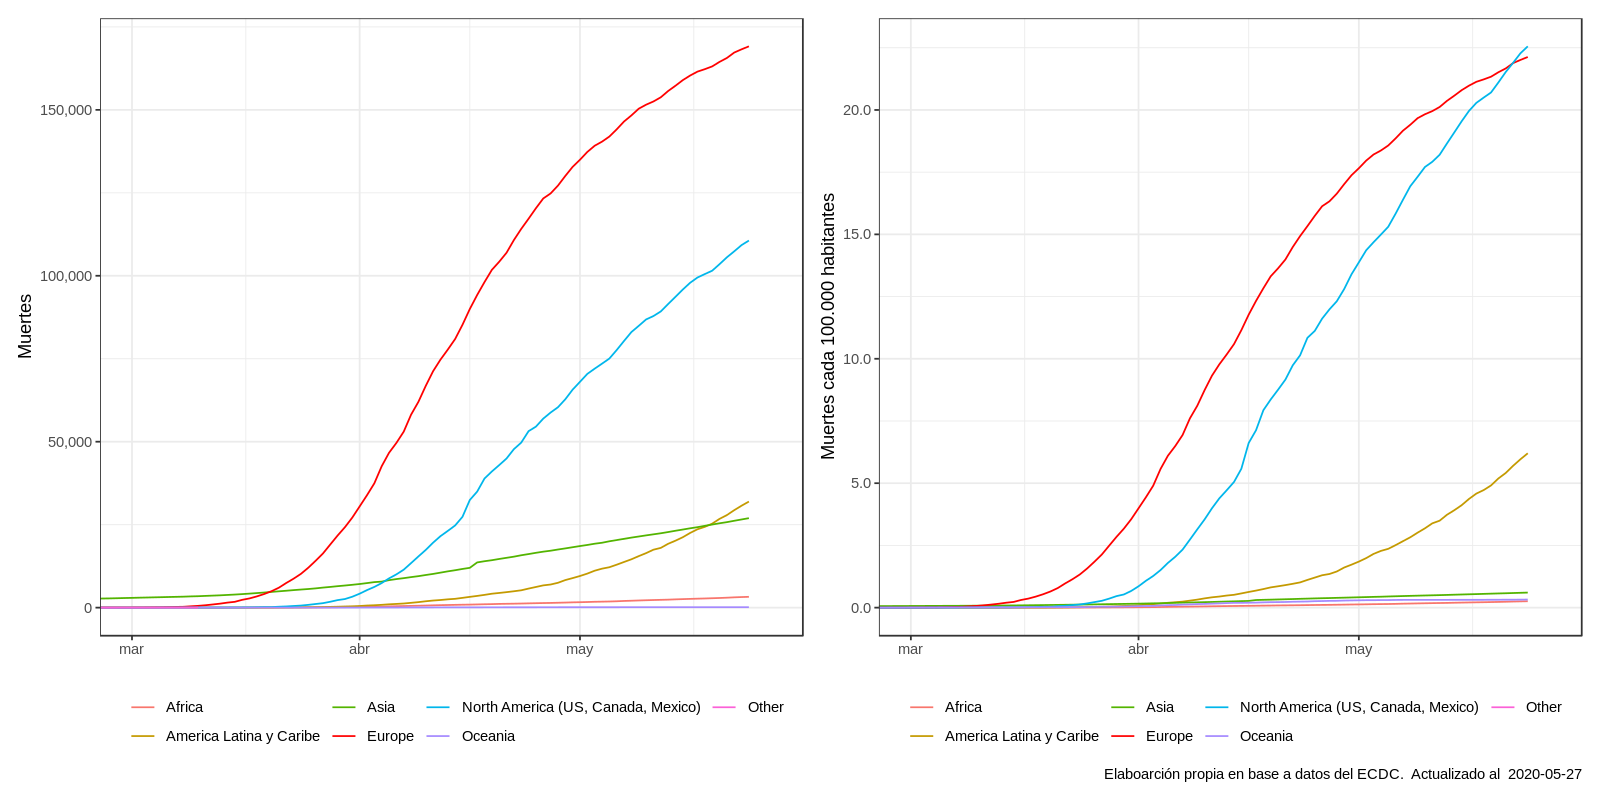 Muertes
150,000
100,000
50,000
0
mar abr may
Africa Asia North America (US, Canada, Mexico) Other
America Latina y Caribe Europe Oceania
Muertes cada 100.000 habitantes
20.0
15.0
10.0
5.0
0.0
mar abr may
Africa Asia North America (US, Canada, Mexico) Other
America Latina y Caribe Europe Oceania
Elaboarción propia en base a datos del ECDC. Actualizado al 2020-05-27